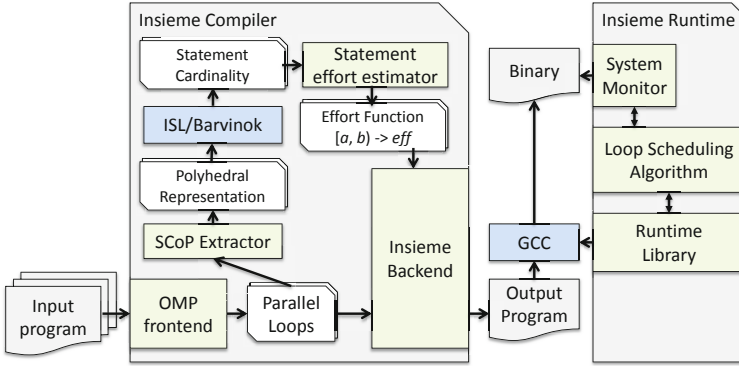 Insieme Compiler
Insieme Runtime
Statement
Cardinality
Statement
effort estimator
Binary
System
Monitor
ISL/Barvinok
Effort Function
[a, b) -> eff
Loop Scheduling
Algorithm
Polyhedral
Representation
SCoP Extractor
Insieme
Backend
GCC
Runtime
Library
Input
program
OMP
frontend
Parallel
Loops
Output
Program